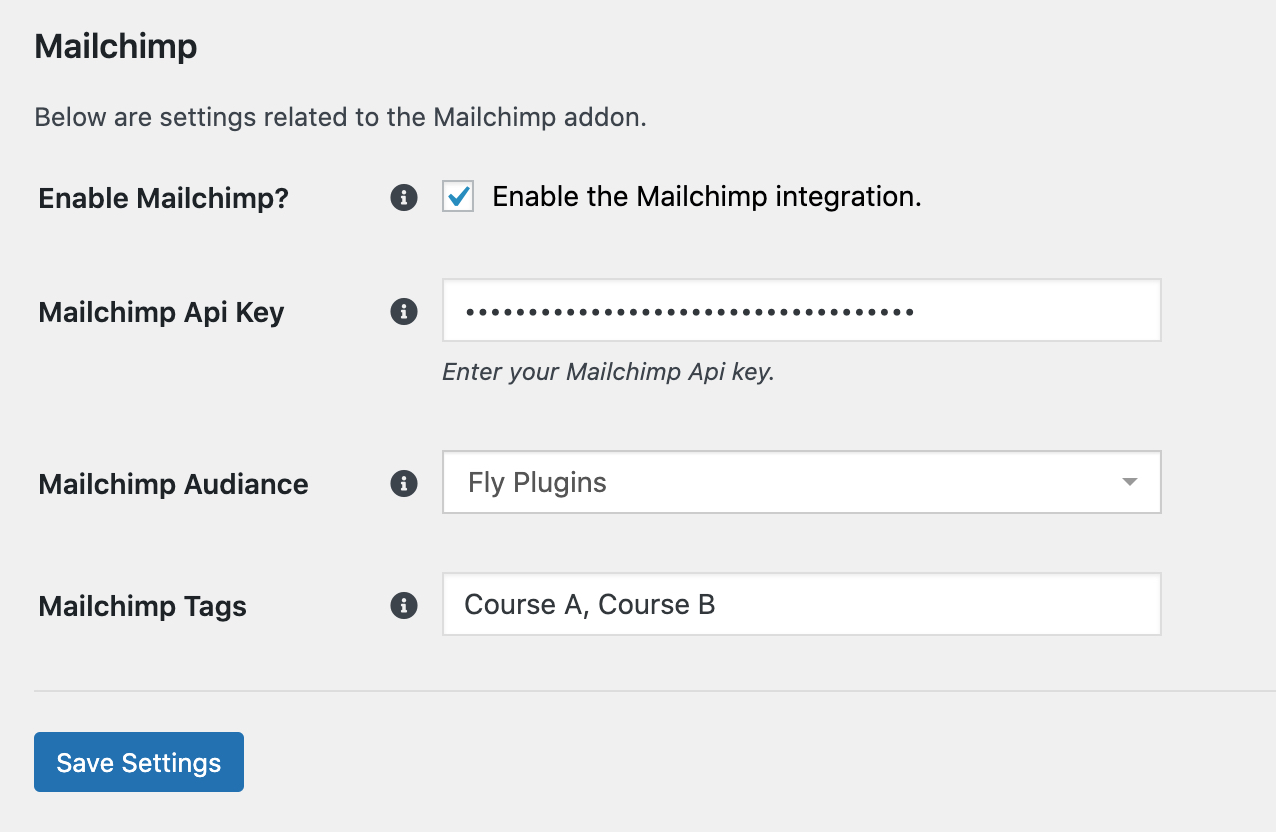 Mailchimp
Below are settings related to the Mailchimp addon.
Enable Mailchimp? Enable the Mailchimp integration.
Mailchimp Api Key ••••••••••••••••••••••••••••••••••••
Enter your Mailchimp Api key.
Mailchimp Audiance Fly Plugins
Mailchimp Tags Course A, Course B
Save Settings